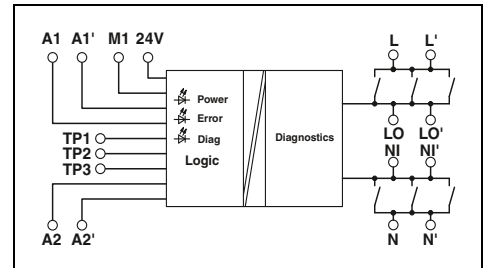 A1 A1' M1 24V L L'
Power
Error
TP1 Diag Diagnostics LO LO'
TP2 Logic NI NI'
TP3
A2 A2' N N'